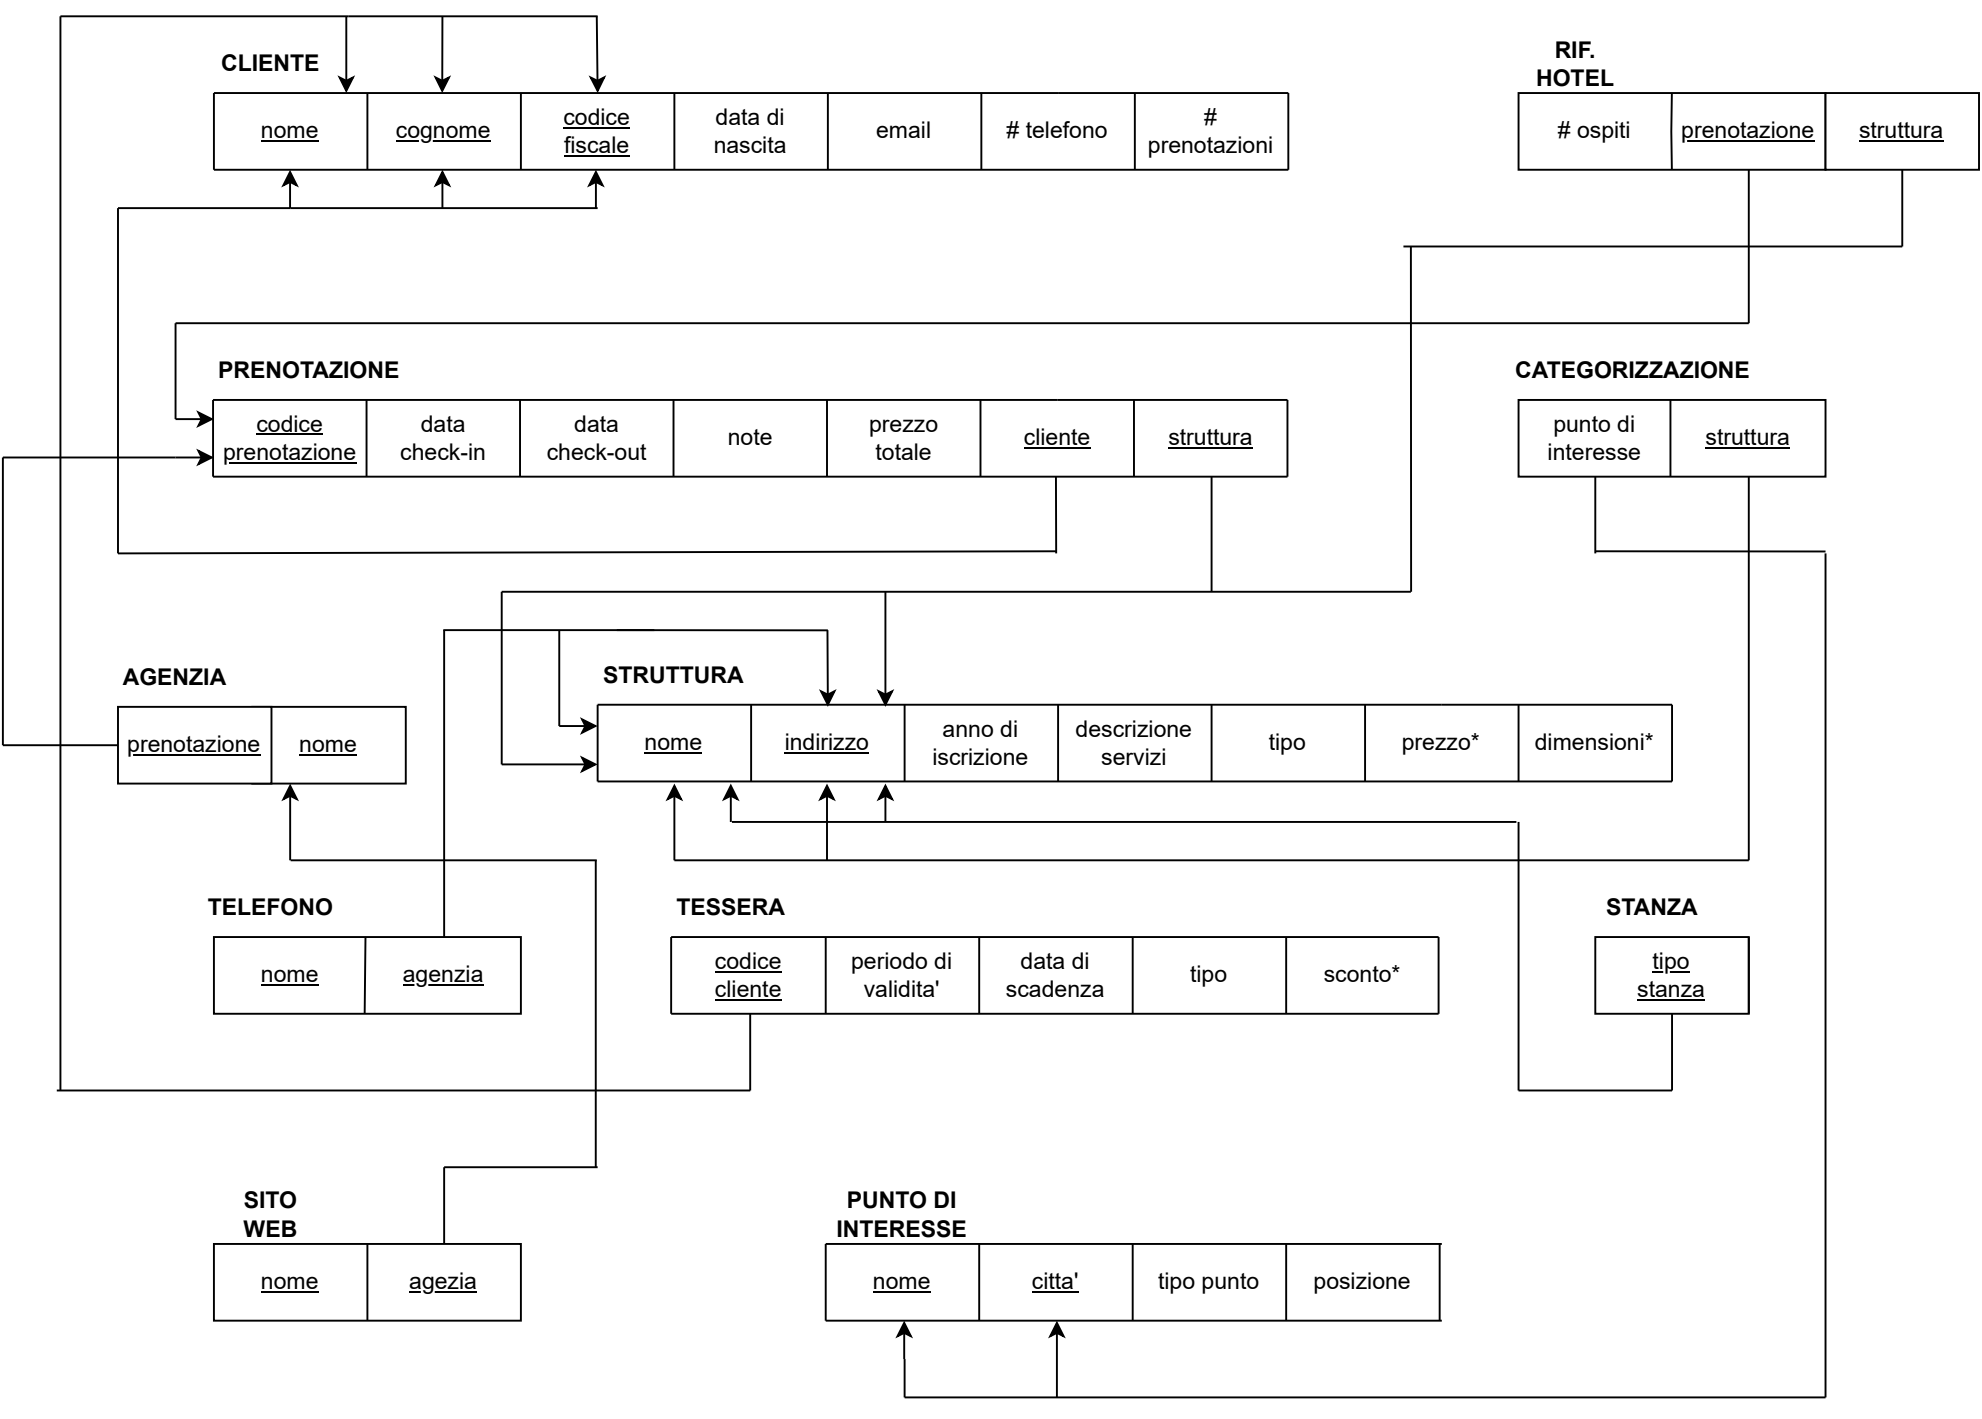 CLIENTE
nome
cognome
codice
fiscale
data di
nascita
email
# telefono
#
prenotazioni
RIF.
HOTEL
# ospiti
prenotazione
struttura
PRENOTAZIONE
codice
prenotazione
data
check-in
data
check-out
note
prezzo
totale
cliente
struttura
CATEGORIZZAZIONE
punto di
interesse
struttura
AGENZIA
prenotazione
nome
STRUTTURA
nome
indirizzo
anno di
iscrizione
descrizione
servizi
tipo
prezzo*
dimensioni*
TELEFONO
nome
agenzia
TESSERA
codice
cliente
periodo di
validita'
data di
scadenza
tipo
sconto*
STANZA
tipo
stanza
SITO
WEB
nome
agezia
PUNTO DI
INTERESSE
nome
citta'
tipo punto
posizione